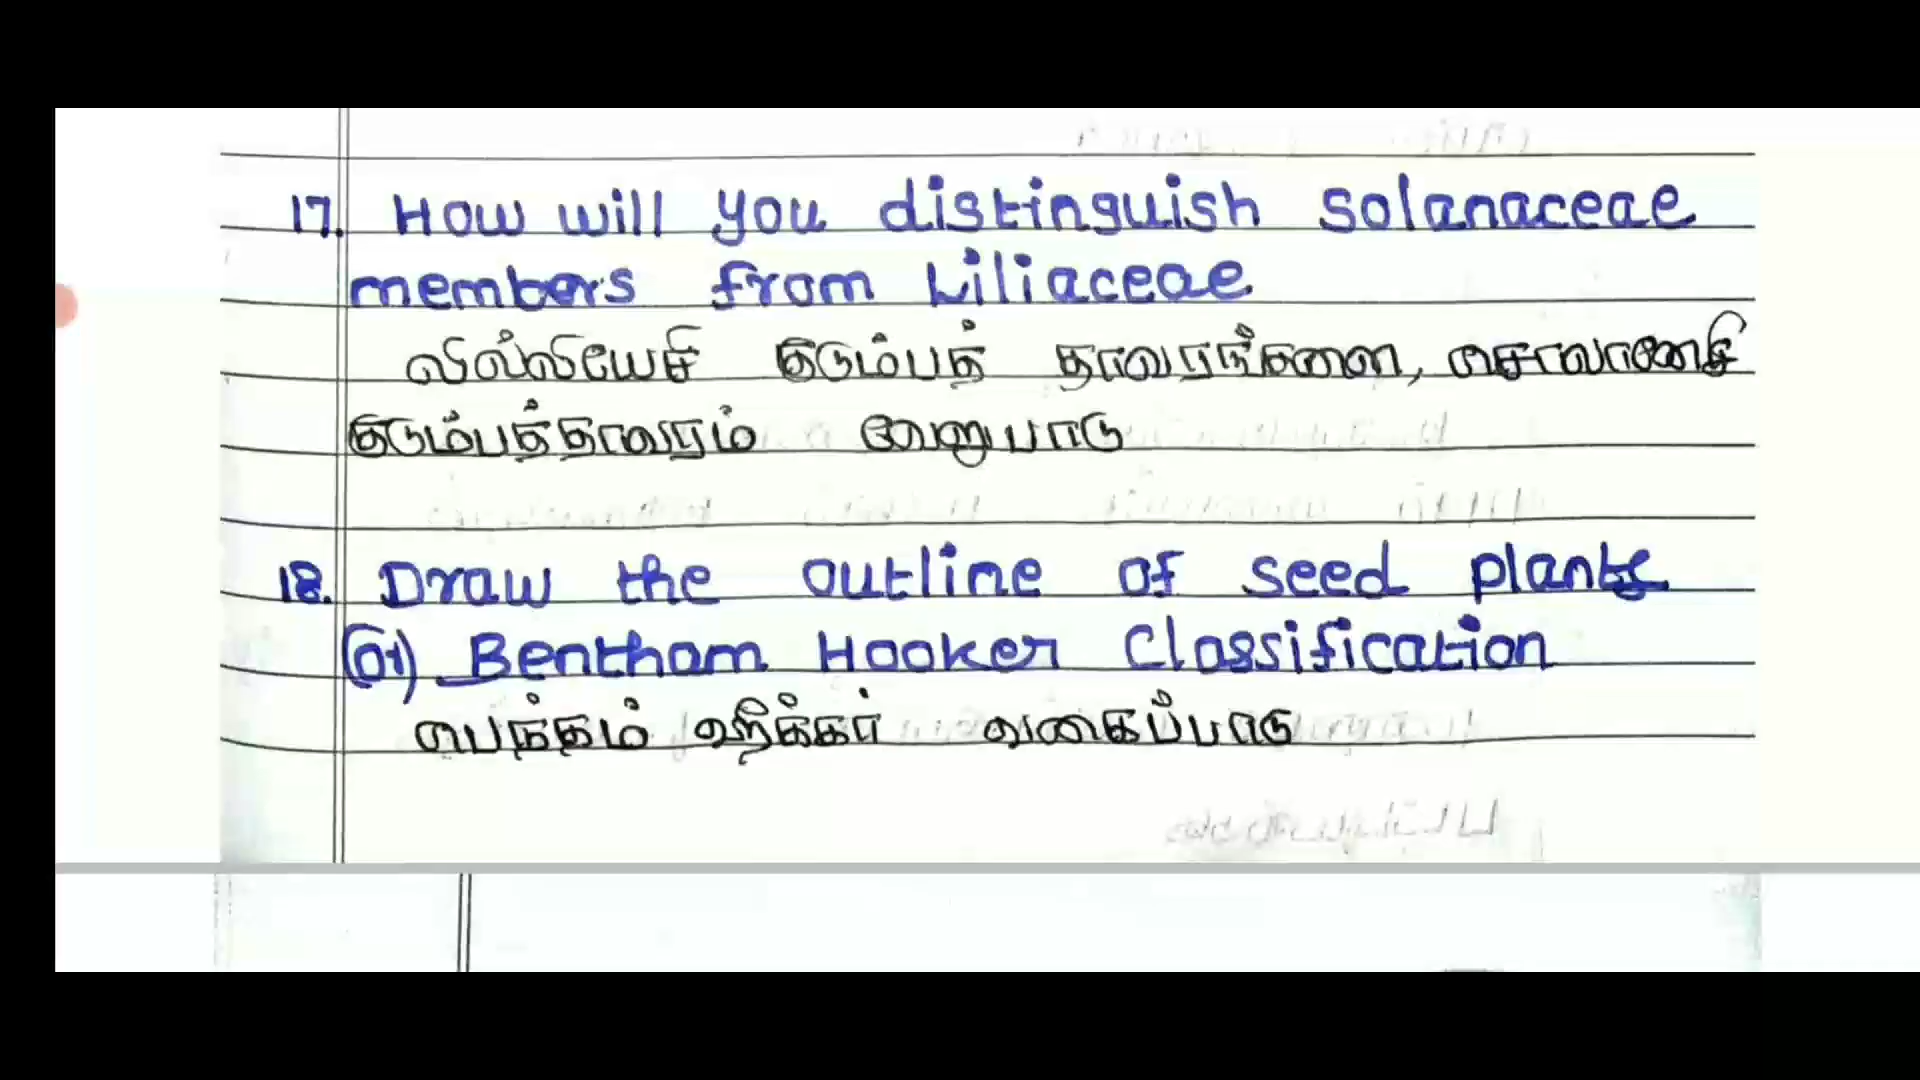 17. How will you distinguish Solanaceae
members from Liliaceae
லில்லியேசி குடும்பத் தாவரங்களை, சொலானேசி
குடும்பத்தாவரம் வேறுபாடு
18. Draw the outline of seed plants
(or) Bentham Hooker Classification
பெந்தம் ஹூக்கர் வகைப்பாடு